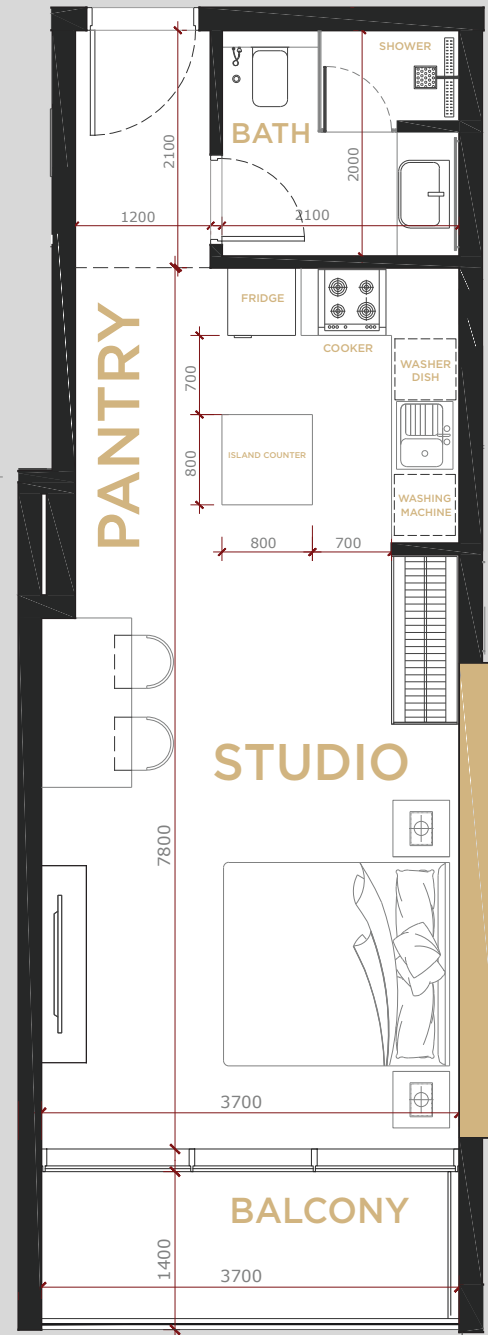 SHOWER
BATH
2100
2000
1200
2100
FRIDGE
COOKER
PANTRY
700
WASHER
DISH
800
ISLAND COUNTER
WASHING
MACHINE
800
700
STUDIO
7800
3700
BALCONY
1400
3700